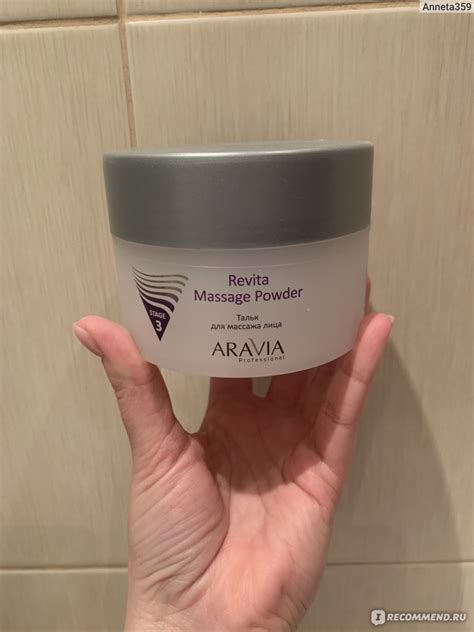 Anneta359
Revita
Massage Powder
STAGE
3
Тальк
для массажа лица
ARAVIA
Professional
I RECOMMEND.RU